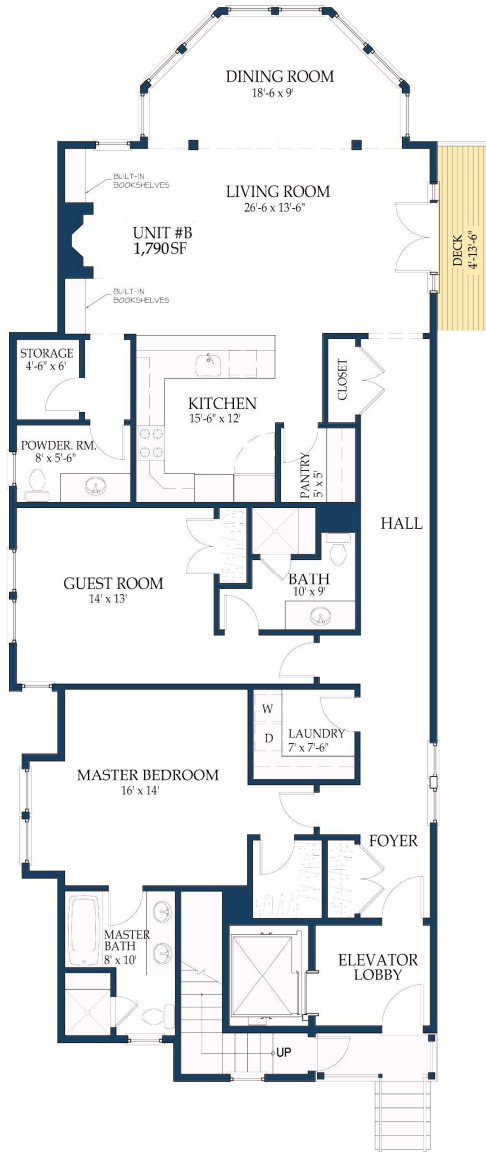 DINING ROOM
18'-6 x 9'
BUILT-IN
BOOKSHELVES
LIVING ROOM
26'-6 x 13'-6"
UNIT #B
1,790 SF
DECK
4'-13'-6"
BUILT-IN
BOOKSHELVES
STORAGE
4'-6" x 6'
CLOSET
KITCHEN
15'-6" x 12'
POWDER. RM.
8' x 5'-6"
PANTRY
5' x 5'
HALL
GUEST ROOM
14' x 13'
BATH
10' x 9'
W
D
LAUNDRY
7' x 7'-6"
MASTER BEDROOM
16' x 14'
FOYER
MASTER
BATH
8' x 10'
ELEVATOR
LOBBY
UP